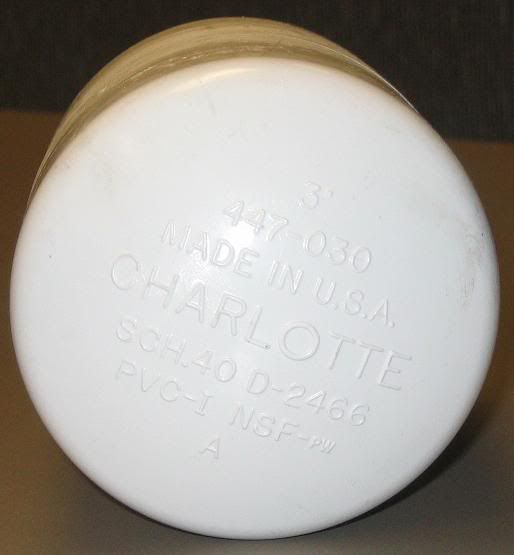 3"
447-030
MADE IN U.S.A.
CHARLOTTE
SCH.40 D-2466
PVC-I NSF-PW
A